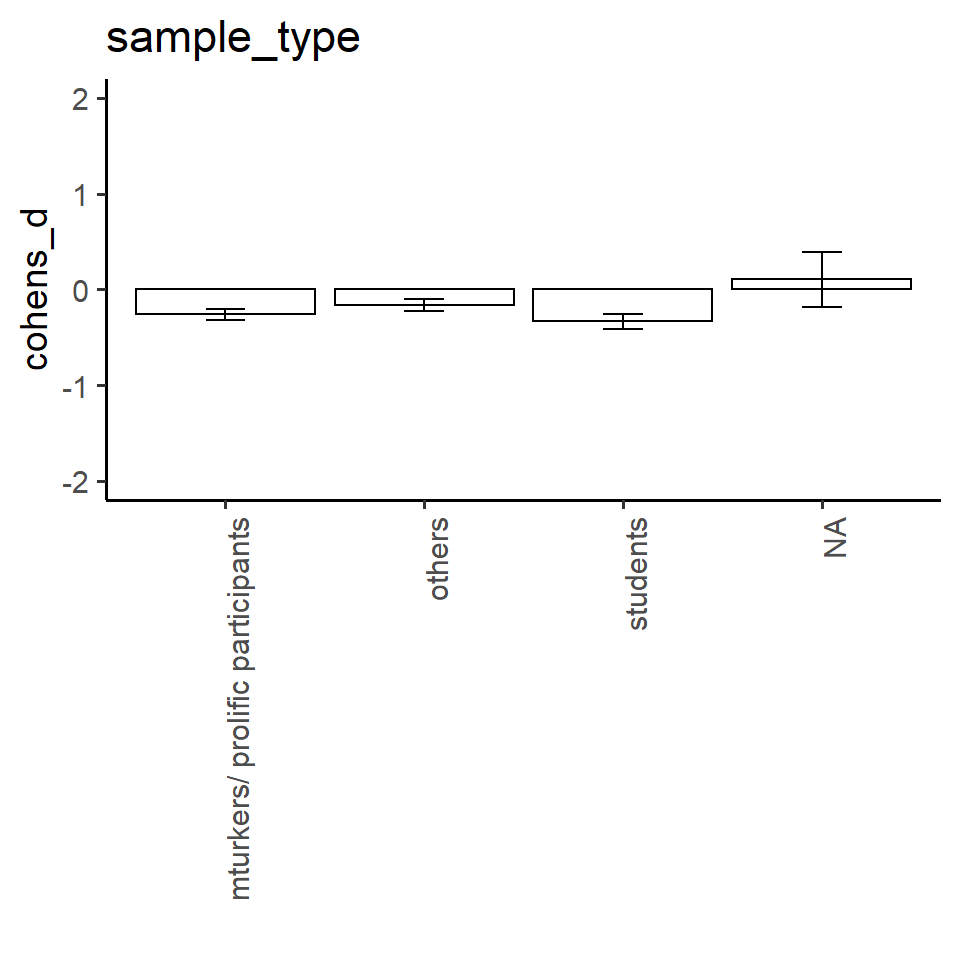 sample_type
cohens_d
2
1
0
-1
-2
mturkers/ prolific participants
others
students
NA